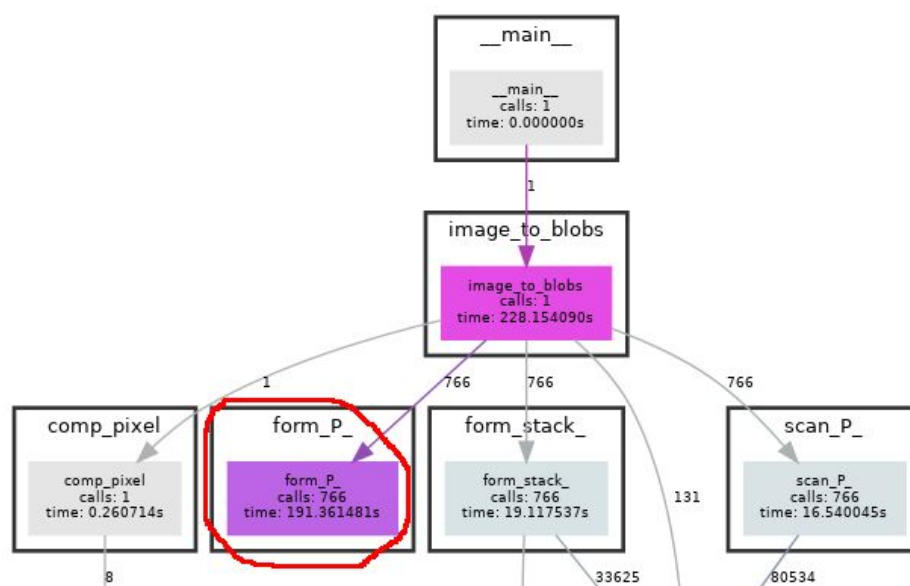 __main__
__main__
calls: 1
time: 0.000000s
1
image_to_blobs
image_to_blobs
calls: 1
time: 228.154090s
1
766
766
766
131
comp_pixel
comp_pixel
calls: 1
time: 0.260714s
form_P_
form_P_
calls: 766
time: 191.361481s
form_stack_
form_stack_
calls: 766
time: 19.117537s
scan_P_
scan_P_
calls: 766
time: 16.540045s
8
33625
80534